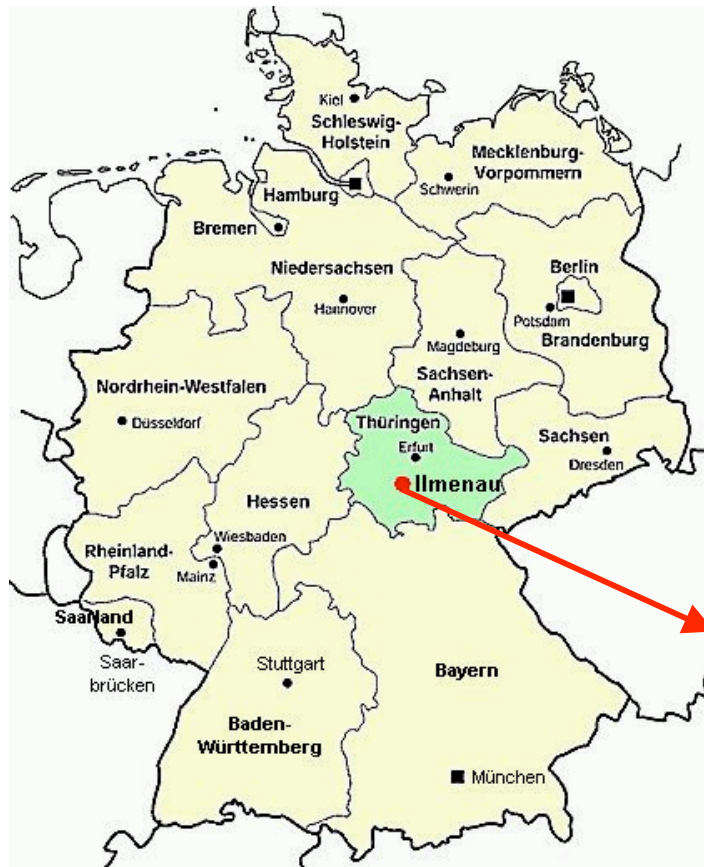 Kiel
Schleswig-
Holstein
Mecklenburg-
Vorpommern
Schwerin
Hamburg
Bremen
Niedersachsen
Hannover
Berlin
Potsdam
Brandenburg
Magdeburg
Sachsen-
Anhalt
Nordrhein-Westfalen
Düsseldorf
Thüringen
Erfurt
Ilmenau
Sachsen
Dresden
Hessen
Wiesbaden
Rheinland-
Pfalz
Mainz
Saarland
Saar-
brücken
Stuttgart
Bayern
Baden-
Württemberg
München